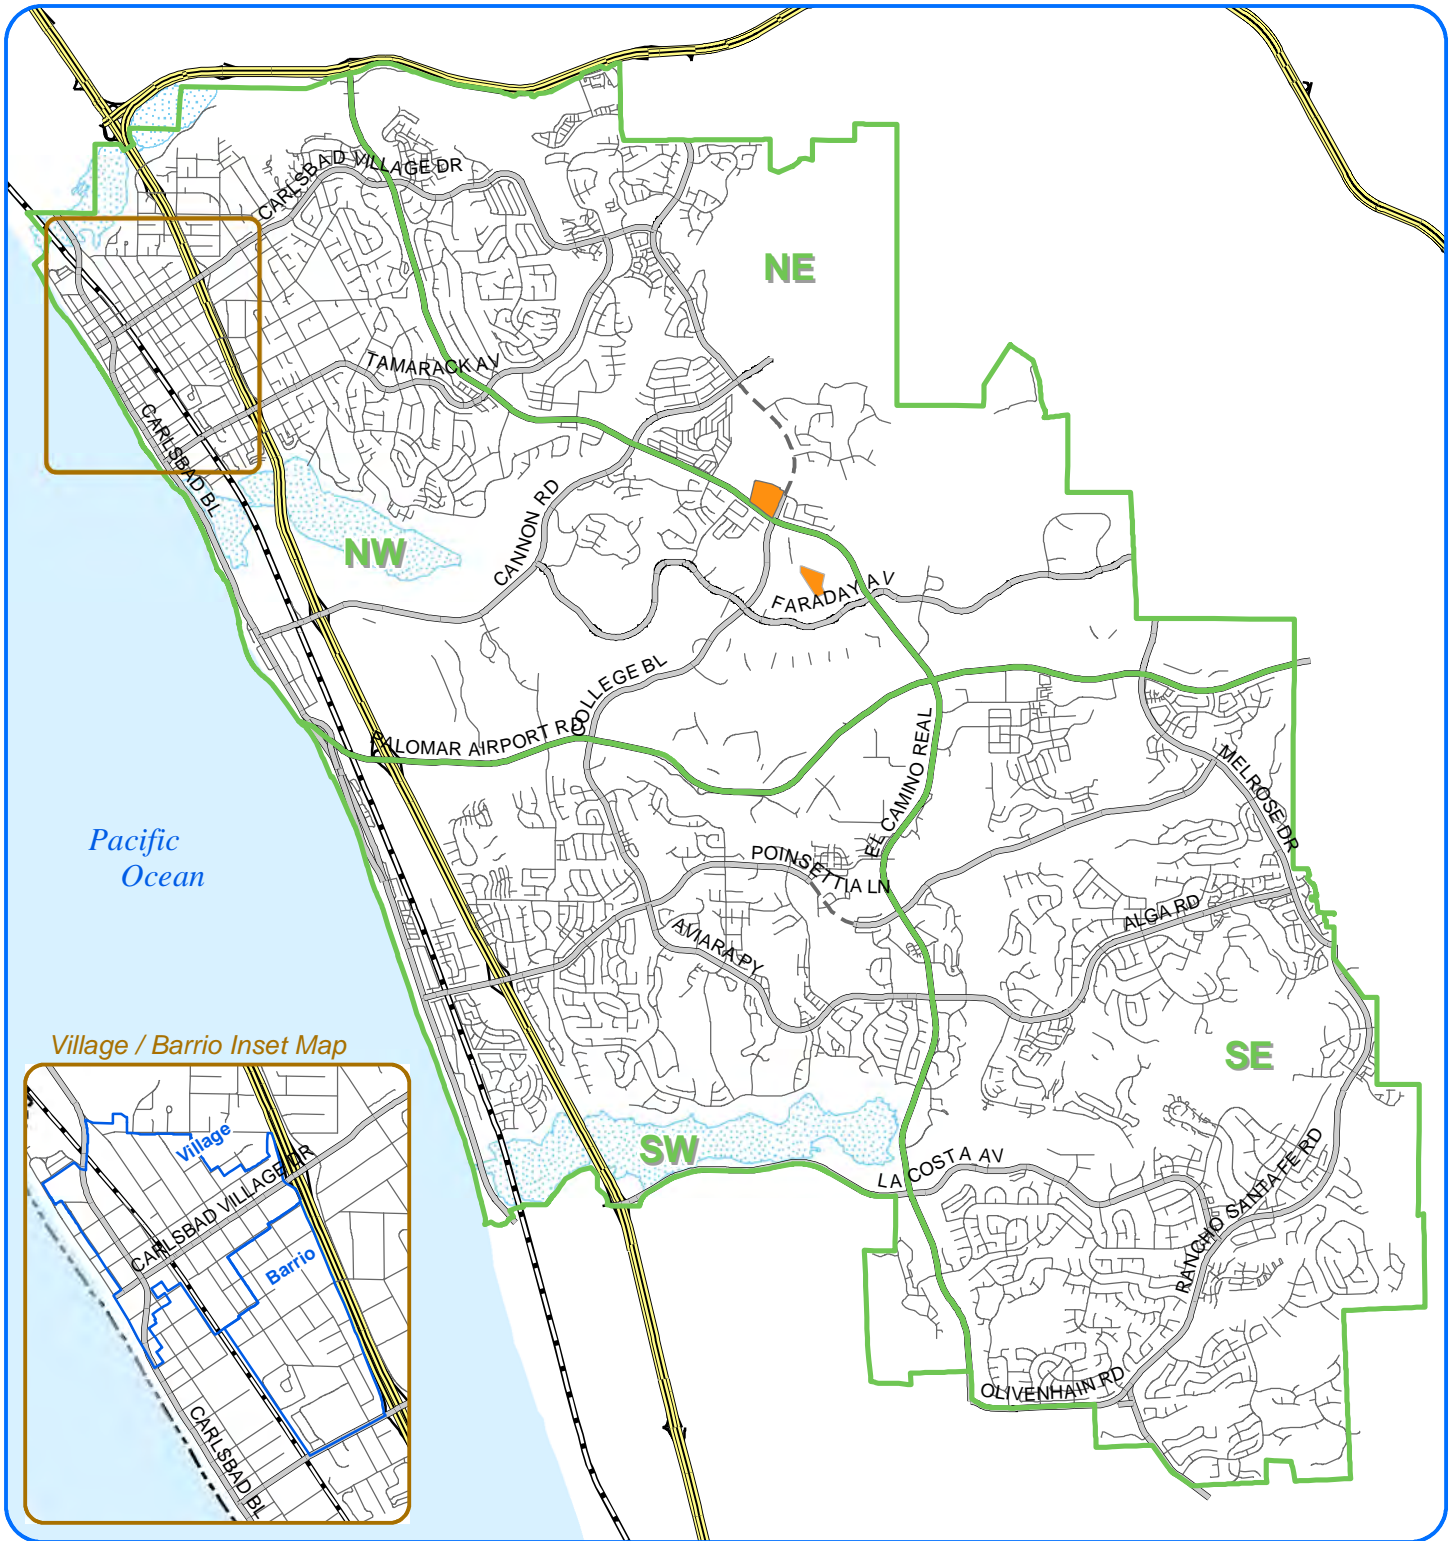 CARLSBAD VILLAGE DR
NE
TAMARACK AV
CARLSBAD BL
CANNON RD
NW
FARADAY AV
COLLEGE BL
PALOMAR AIRPORT RD
EL CAMINO REAL
MELROSE DR
Pacific
Ocean
POINSETTIA LN
ALGA RD
AVIARA PY
Village / Barrio Inset Map
SE
SW
LA COSTA AV
RANCHO SANTA FE RD
OLIVENHAIN RD
Village
CARLSBAD VILLAGE DR
Barrio
CARLSBAD BL